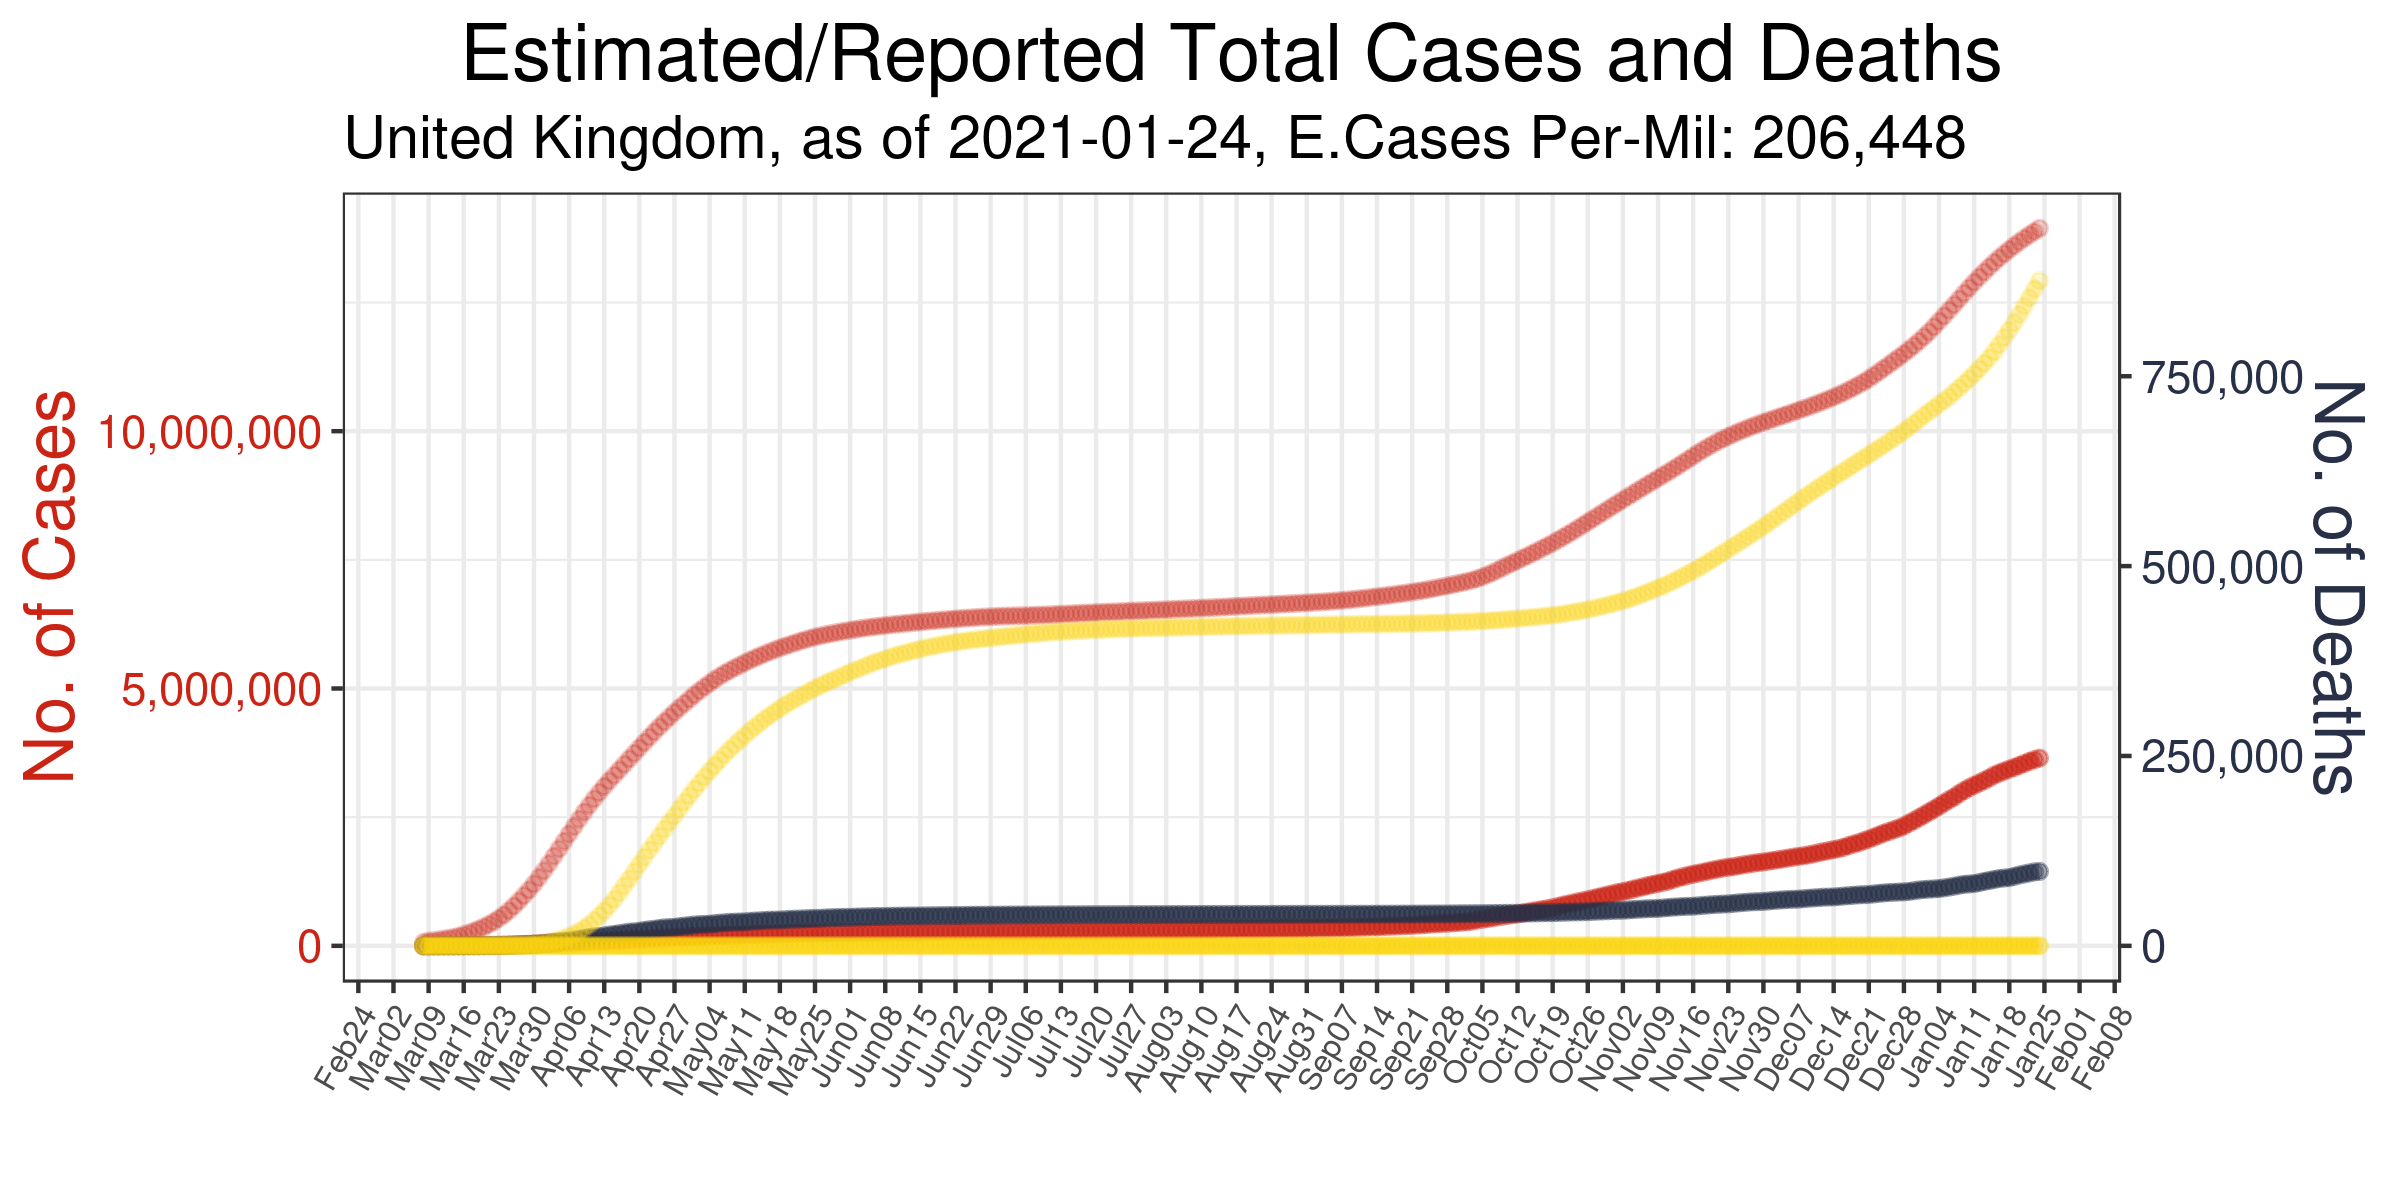 Estimated/Reported Total Cases and Deaths
United Kingdom, as of 2021-01-24, E.Cases Per-Mil: 206,448
No. of Cases
10,000,000
5,000,000
0
750,000
500,000
250,000
0
No. of Deaths
Feb24
Mar02
Mar09
Mar16
Mar23
Mar30
Apr06
Apr13
Apr20
Apr27
May04
May11
May18
May25
Jun01
Jun08
Jun15
Jun22
Jun29
Jul06
Jul13
Jul20
Jul27
Aug03
Aug10
Aug17
Aug24
Aug31
Sep07
Sep14
Sep21
Sep28
Oct05
Oct12
Oct19
Oct26
Nov02
Nov09
Nov16
Nov23
Nov30
Dec07
Dec14
Dec21
Dec28
Jan04
Jan11
Jan18
Jan25
Feb01
Feb08